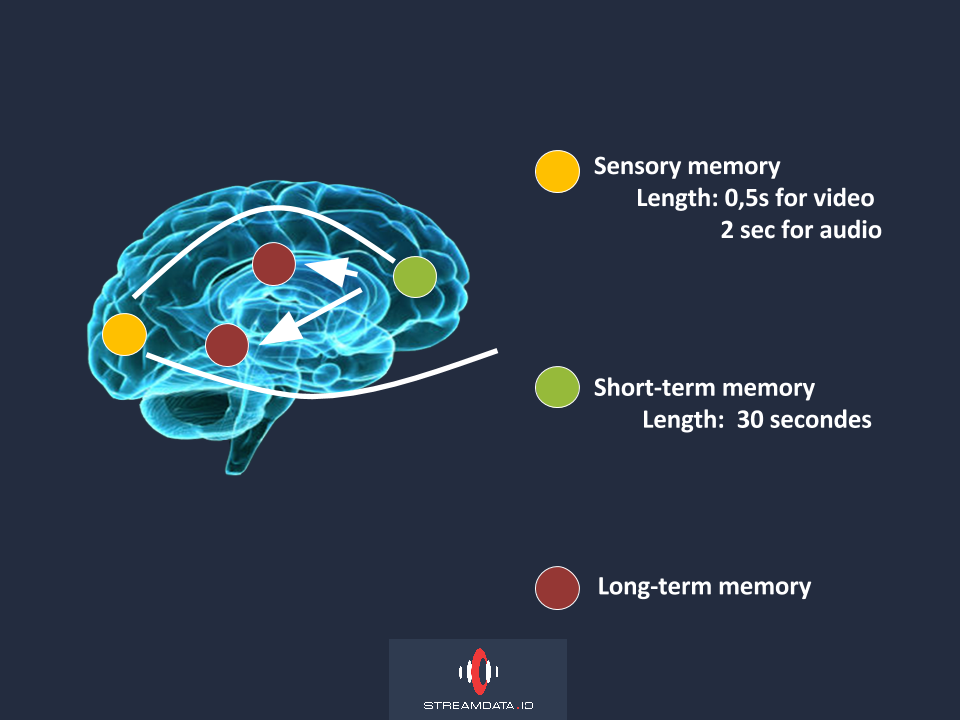 Sensory memory
Length: 0,5s for video
2 sec for audio
Short-term memory
Length: 30 secondes
Long-term memory
STREAMDATA.IO